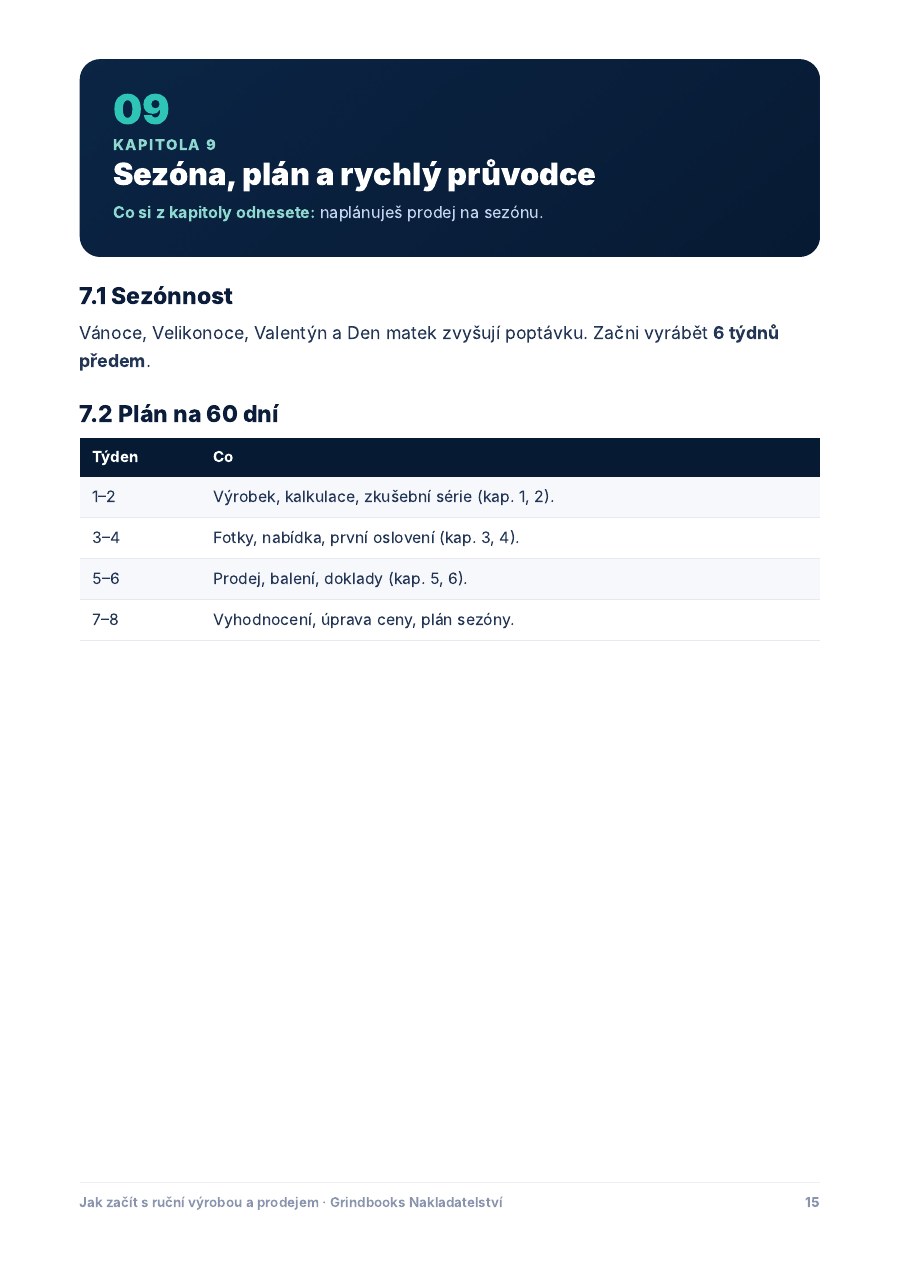 09
KAPITOLA 9
Sezóna, plán a rychlý průvodce
Co si z kapitoly odnesete: naplánuješ prodej na sezónu.
7.1 Sezónnost
Vánoce, Velikonoce, Valentýn a Den matek zvyšují poptávku. Začni vyrábět 6 týdnů
předem.
7.2 Plán na 60 dní
Týden Co
1–2 Výrobek, kalkulace, zkušební série (kap. 1, 2).
3–4 Fotky, nabídka, první oslovení (kap. 3, 4).
5–6 Prodej, balení, doklady (kap. 5, 6).
7–8 Vyhodnocení, úprava ceny, plán sezóny.
Jak začít s ruční výrobou a prodejem · Grindbooks Nakladatelství 15